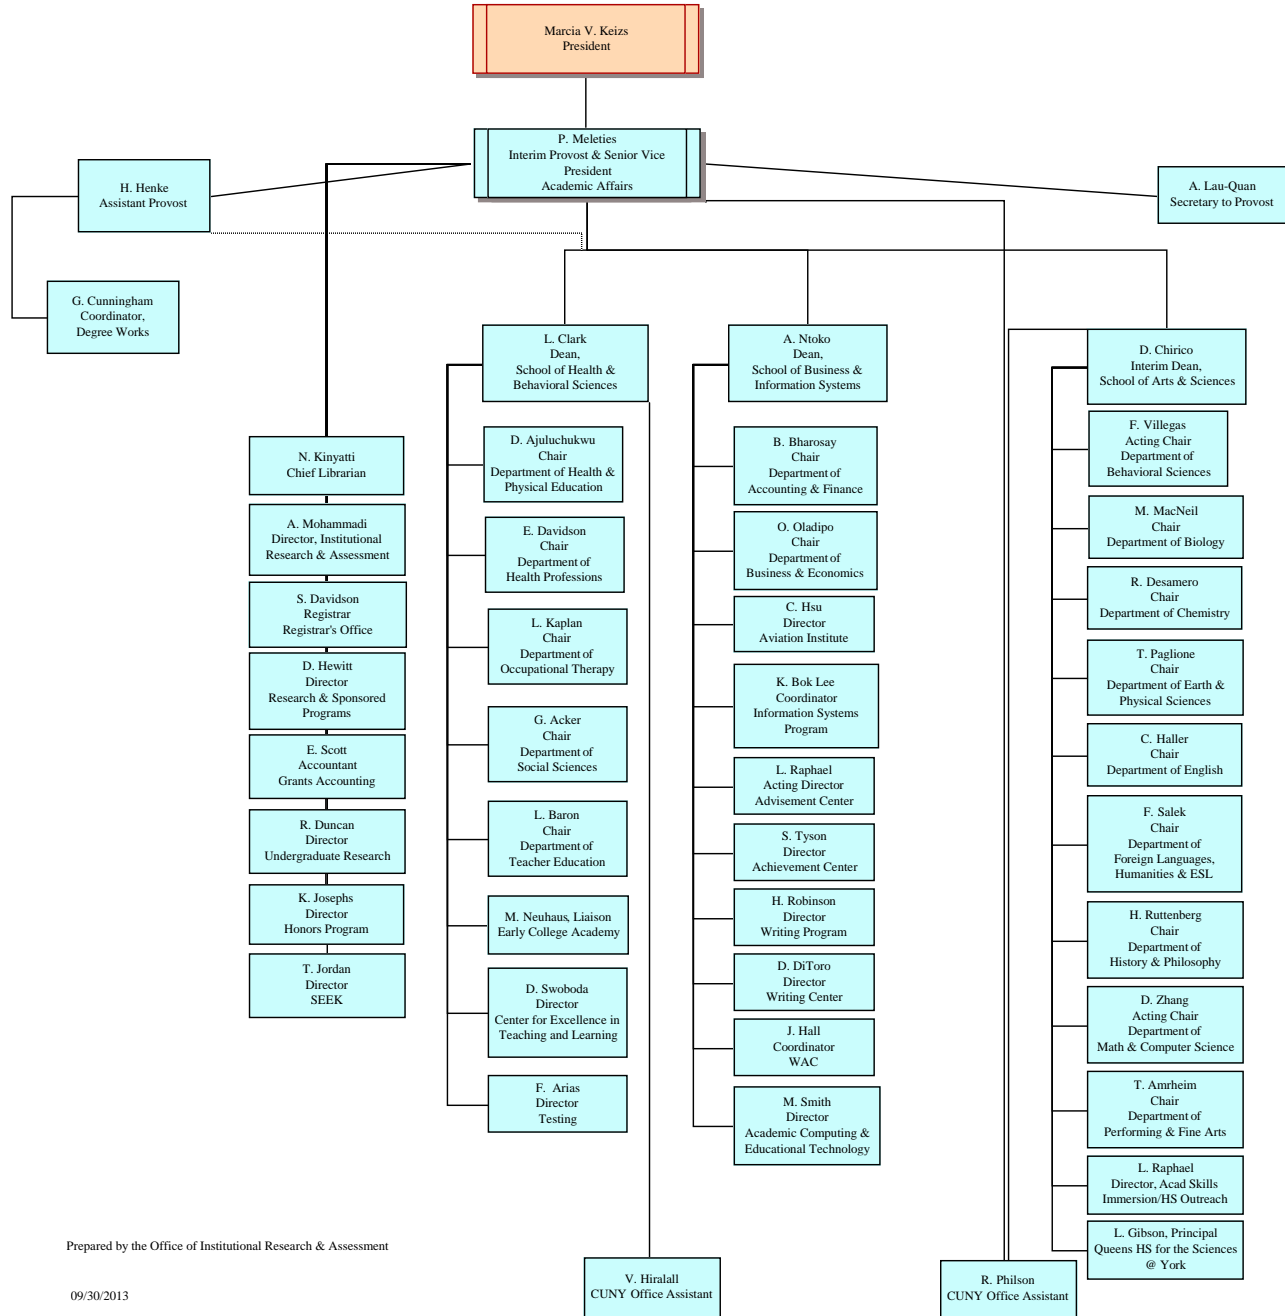 Marcia V. Keizs
President
P. Meleties
Interim Provost & Senior Vice
President
Academic Affairs
H. Henke
Assistant Provost
A. Lau-Quan
Secretary to Provost
G. Cunningham
Coordinator,
Degree Works
N. Kinyatti
Chief Librarian
A. Mohammadi
Director, Institutional
Research & Assessment
S. Davidson
Registrar
Registrar's Office
D. Hewitt
Director
Research & Sponsored
Programs
E. Scott
Accountant
Grants Accounting
R. Duncan
Director
Undergraduate Research
K. Josephs
Director
Honors Program
T. Jordan
Director
SEEK
L. Clark
Dean,
School of Health &
Behavioral Sciences
D. Ajuluchukwu
Chair
Department of Health &
Physical Education
E. Davidson
Chair
Department of
Health Professions
L. Kaplan
Chair
Department of
Occupational Therapy
G. Acker
Chair
Department of
Social Sciences
L. Baron
Chair
Department of
Teacher Education
M. Neuhaus, Liaison
Early College Academy
D. Swoboda
Director
Center for Excellence in
Teaching and Learning
F. Arias
Director
Testing
V. Hiralall
CUNY Office Assistant
A. Ntoko
Dean,
School of Business &
Information Systems
B. Bharosay
Chair
Department of
Accounting & Finance
O. Oladipo
Chair
Department of
Business & Economics
C. Hsu
Director
Aviation Institute
K. Bok Lee
Coordinator
Information Systems
Program
L. Raphael
Acting Director
Advisement Center
S. Tyson
Director
Achievement Center
H. Robinson
Director
Writing Program
D. DiToro
Director
Writing Center
J. Hall
Coordinator
WAC
M. Smith
Director
Academic Computing &
Educational Technology
D. Chirico
Interim Dean,
School of Arts & Sciences
F. Villegas
Acting Chair
Department of
Behavioral Sciences
M. MacNeil
Chair
Department of Biology
R. Desamero
Chair
Department of Chemistry
T. Paglione
Chair
Department of Earth &
Physical Sciences
C. Haller
Chair
Department of English
F. Salek
Chair
Department of
Foreign Languages,
Humanities & ESL
H. Ruttenberg
Chair
Department of
History & Philosophy
D. Zhang
Acting Chair
Department of
Math & Computer Science
T. Amrheim
Chair
Department of
Performing & Fine Arts
L. Raphael
Director, Acad Skills
Immersion/HS Outreach
L. Gibson, Principal
Queens HS for the Sciences
@ York
R. Philson
CUNY Office Assistant
Prepared by the Office of Institutional Research & Assessment
09/30/2013